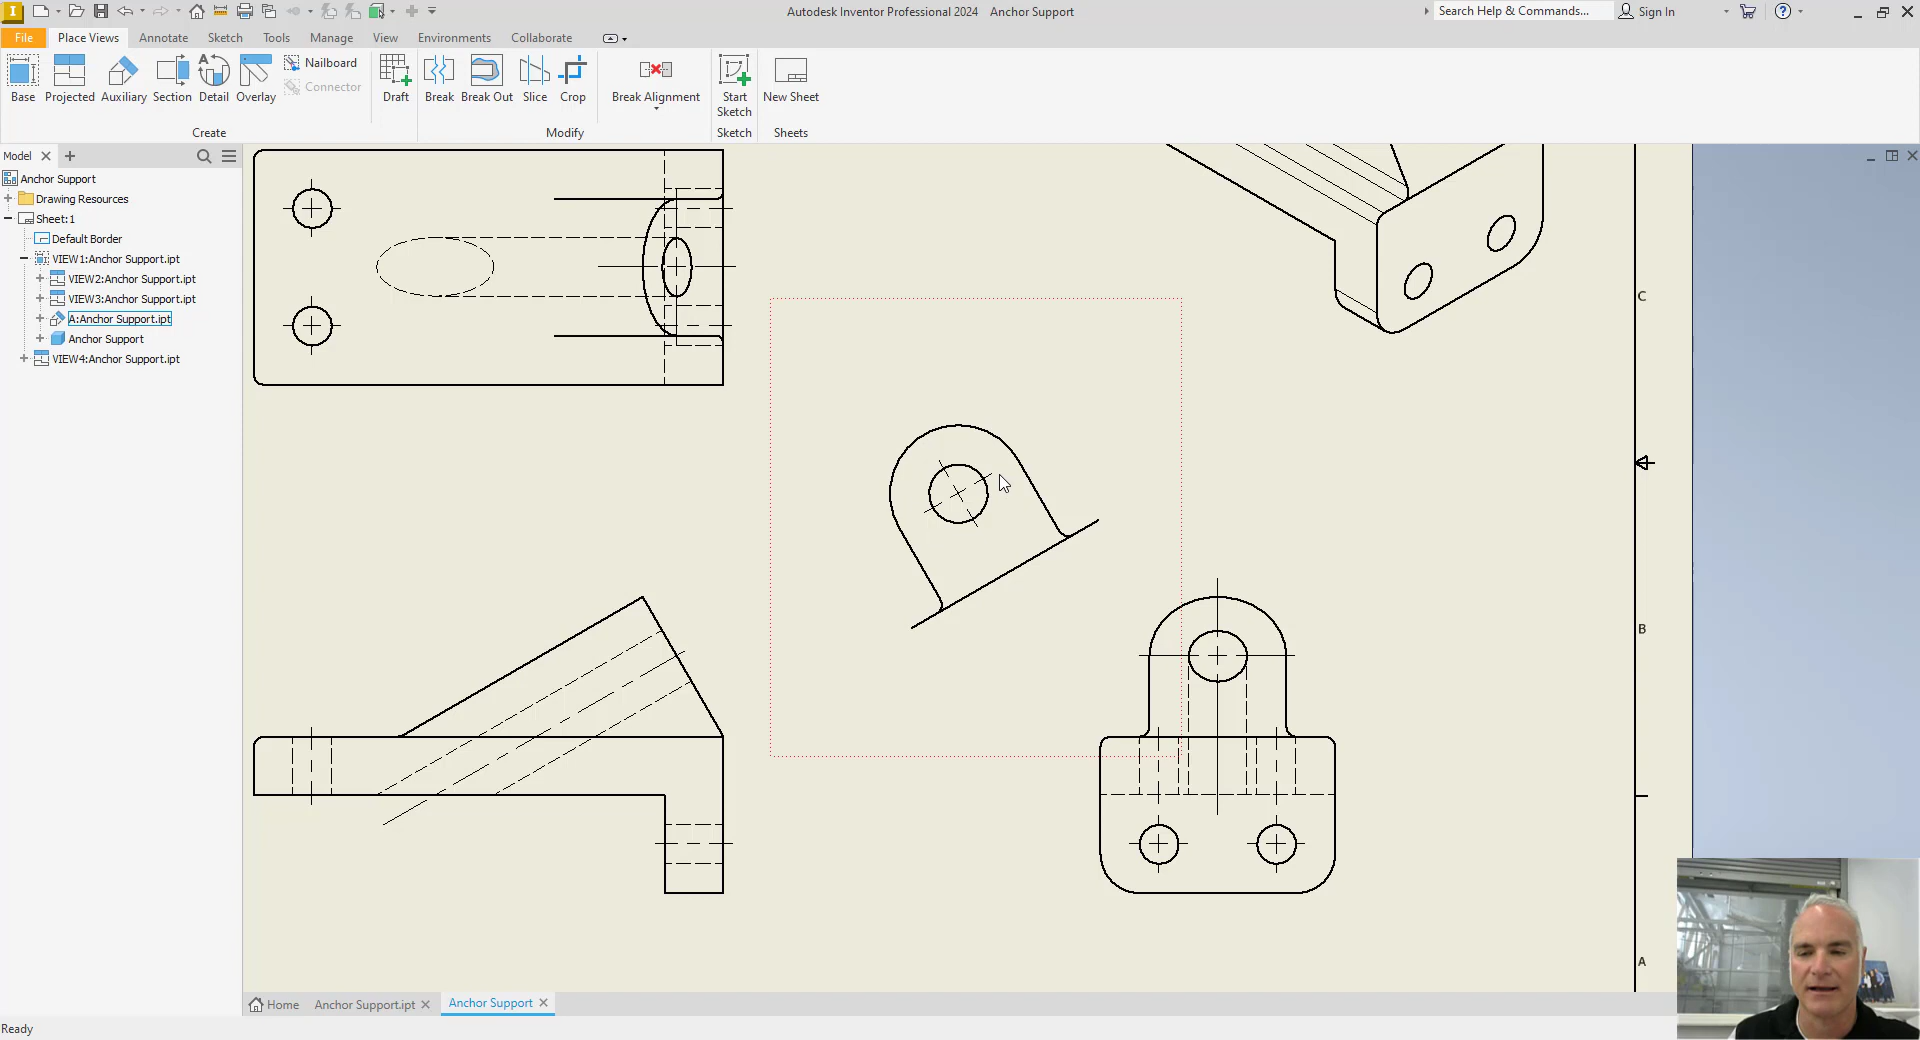 Autodesk Inventor Professional 2024 Anchor Support
Search Help & Commands...
Sign In
File
Place Views
Annotate
Sketch
Tools
Manage
View
Environments
Collaborate
Base
Projected
Auxiliary
Section
Detail
Overlay
Nailboard
Connector
Draft
Break
Break Out
Slice
Crop
Break Alignment
Start
Sketch
New Sheet
Create
Modify
Sketch
Sheets
Model
Anchor Support
Drawing Resources
Sheet:1
Default Border
VIEW1:Anchor Support.ipt
VIEW2:Anchor Support.ipt
VIEW3:Anchor Support.ipt
A:Anchor Support.ipt
Anchor Support
VIEW4:Anchor Support.ipt
C
B
A
Home
Anchor Support.ipt
Anchor Support
Ready